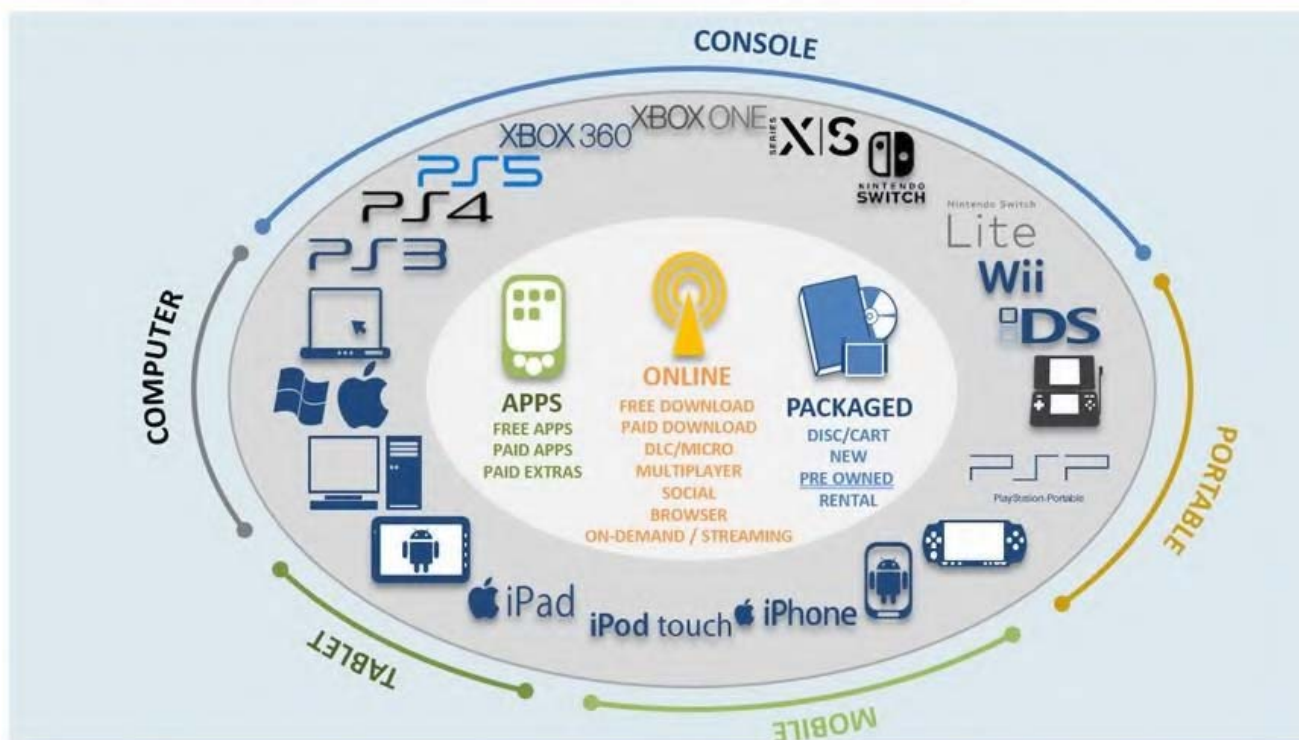 CONSOLE
XBOX 360
XBOX ONE
SERIES X|S
PS5
PS4
PS3
NINTENDO
SWITCH
Nintendo Switch
Lite
Wii
DS
COMPUTER
APPS
FREE APPS
PAID APPS
PAID EXTRAS
ONLINE
FREE DOWNLOAD
PAID DOWNLOAD
DLC/MICRO
MULTIPLAYER
SOCIAL
BROWSER
ON-DEMAND / STREAMING
PACKAGED
DISC/CART
NEW
PRE OWNED
RENTAL
PSP
PlayStation Portable
PORTABLE
iPad
iPod touch
iPhone
TABLET
MOBILE